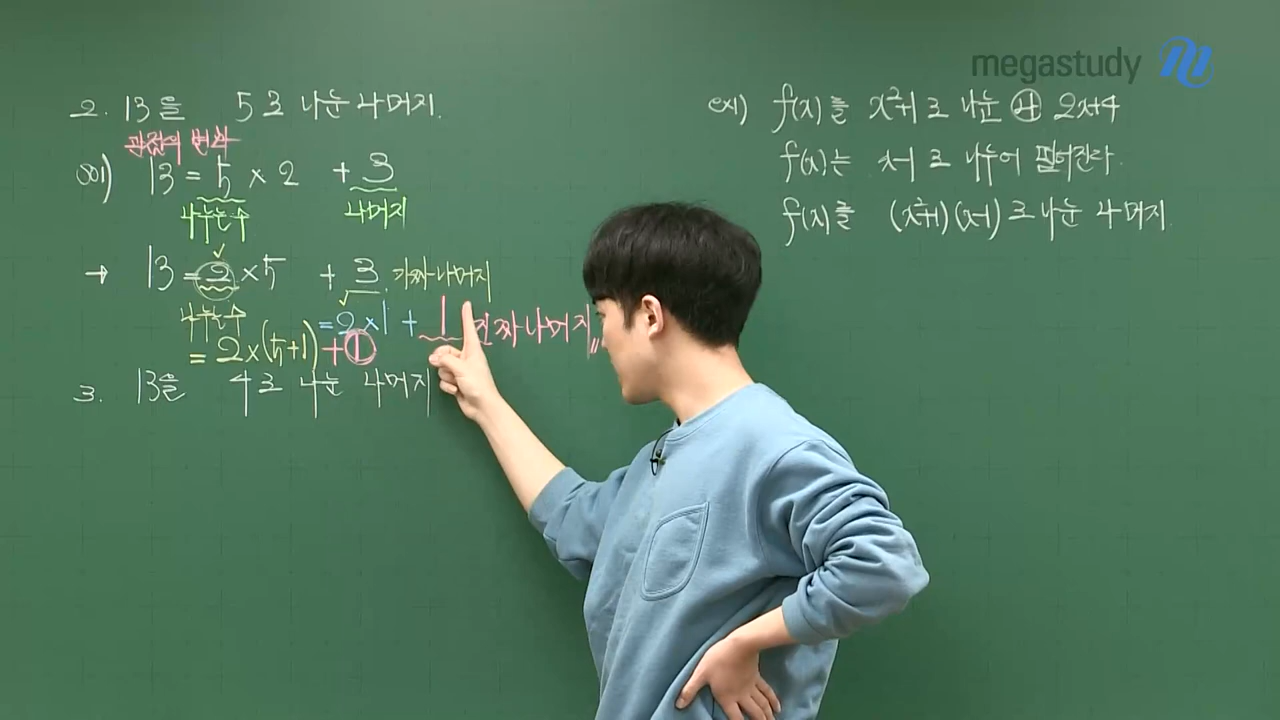 megastudy
2. 13을 5로 나눈 나머지.
관점의 변화
001) 13 = 5 × 2 + 3
나누는 수 나머지
→ 13 = 2 × 5 + 3. 가짜 나머지
나누는 수 = 2 × 1 + 1 진짜 나머지
= 2 × (5+1) + ①
3. 13을 4로 나눈 나머지
ex1) f(x)를 x²+1로 나눈 나 2x+4
f(x)는 x-1로 나누어 떨어진다.
f(x)를 (x²+1)(x-1)로 나눈 나머지.